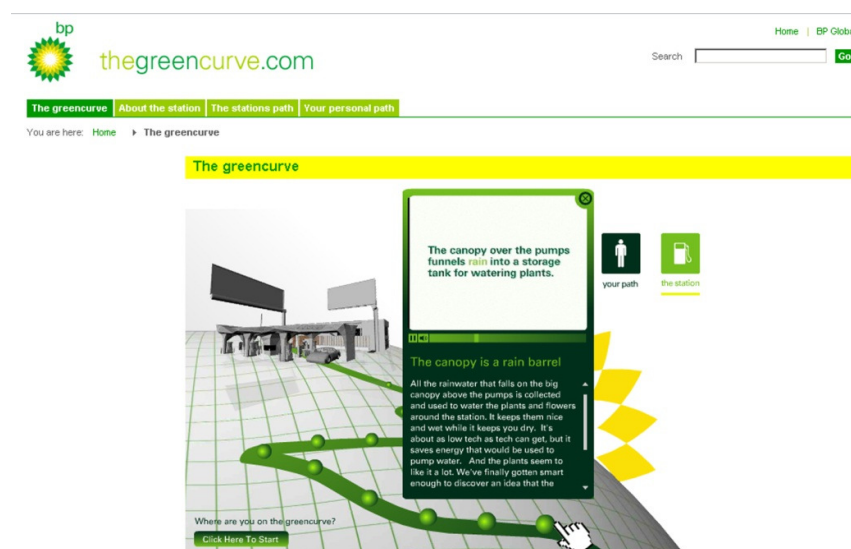 bp
Home | BP Globa
thegreencurve.com
Search
Go
The greencurve About the station The stations path Your personal path
You are here: Home The greencurve
The greencurve
The canopy over the pumps
funnels rain into a storage
tank for watering plants.
your path
the station
The canopy is a rain barrel
All the rainwater that falls on the big
canopy above the pumps is collected
and used to water the plants and flowers
around the station. It keeps them nice
and wet while it keeps you dry. It's
about as low tech as tech can get, but it
saves energy that would be used to
pump water. And the plants seem to
like it a lot. We've finally gotten smart
enough to discover an idea that the
Where are you on the greencurve?
Click Here To Start